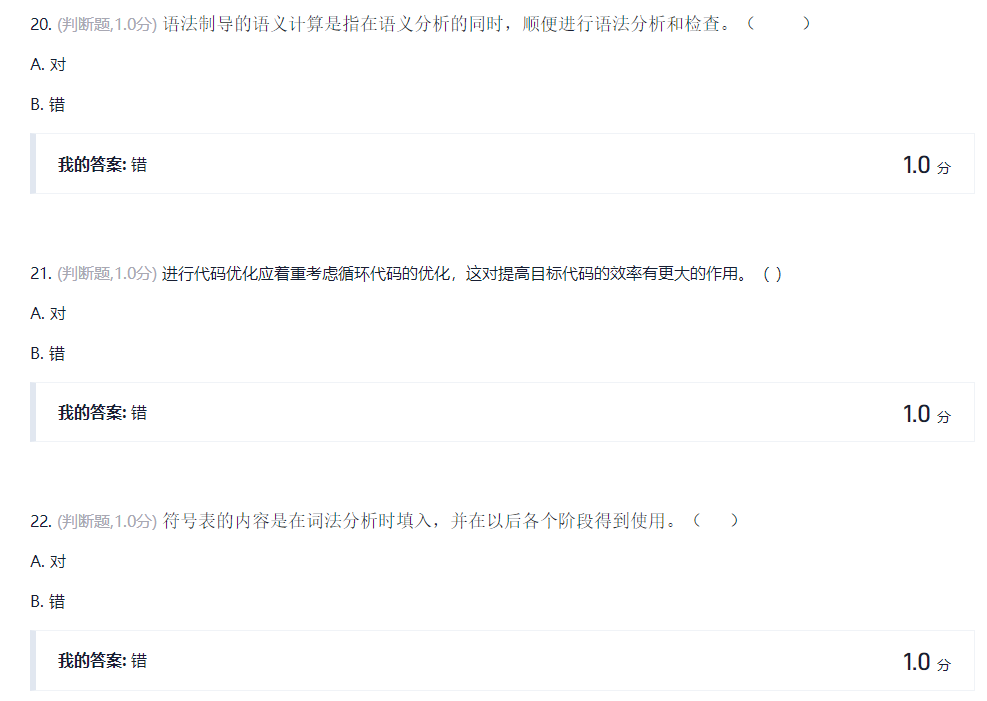 20. (判断题,1.0分) 语法制导的语义计算是指在语义分析的同时，顺便进行语法分析和检查。（　　）
A. 对
B. 错
我的答案: 错 1.0 分
21. (判断题,1.0分) 进行代码优化应着重考虑循环代码的优化，这对提高目标代码的效率有更大的作用。（ ）
A. 对
B. 错
我的答案: 错 1.0 分
22. (判断题,1.0分) 符号表的内容是在词法分析时填入，并在以后各个阶段得到使用。（　）
A. 对
B. 错
我的答案: 错 1.0 分